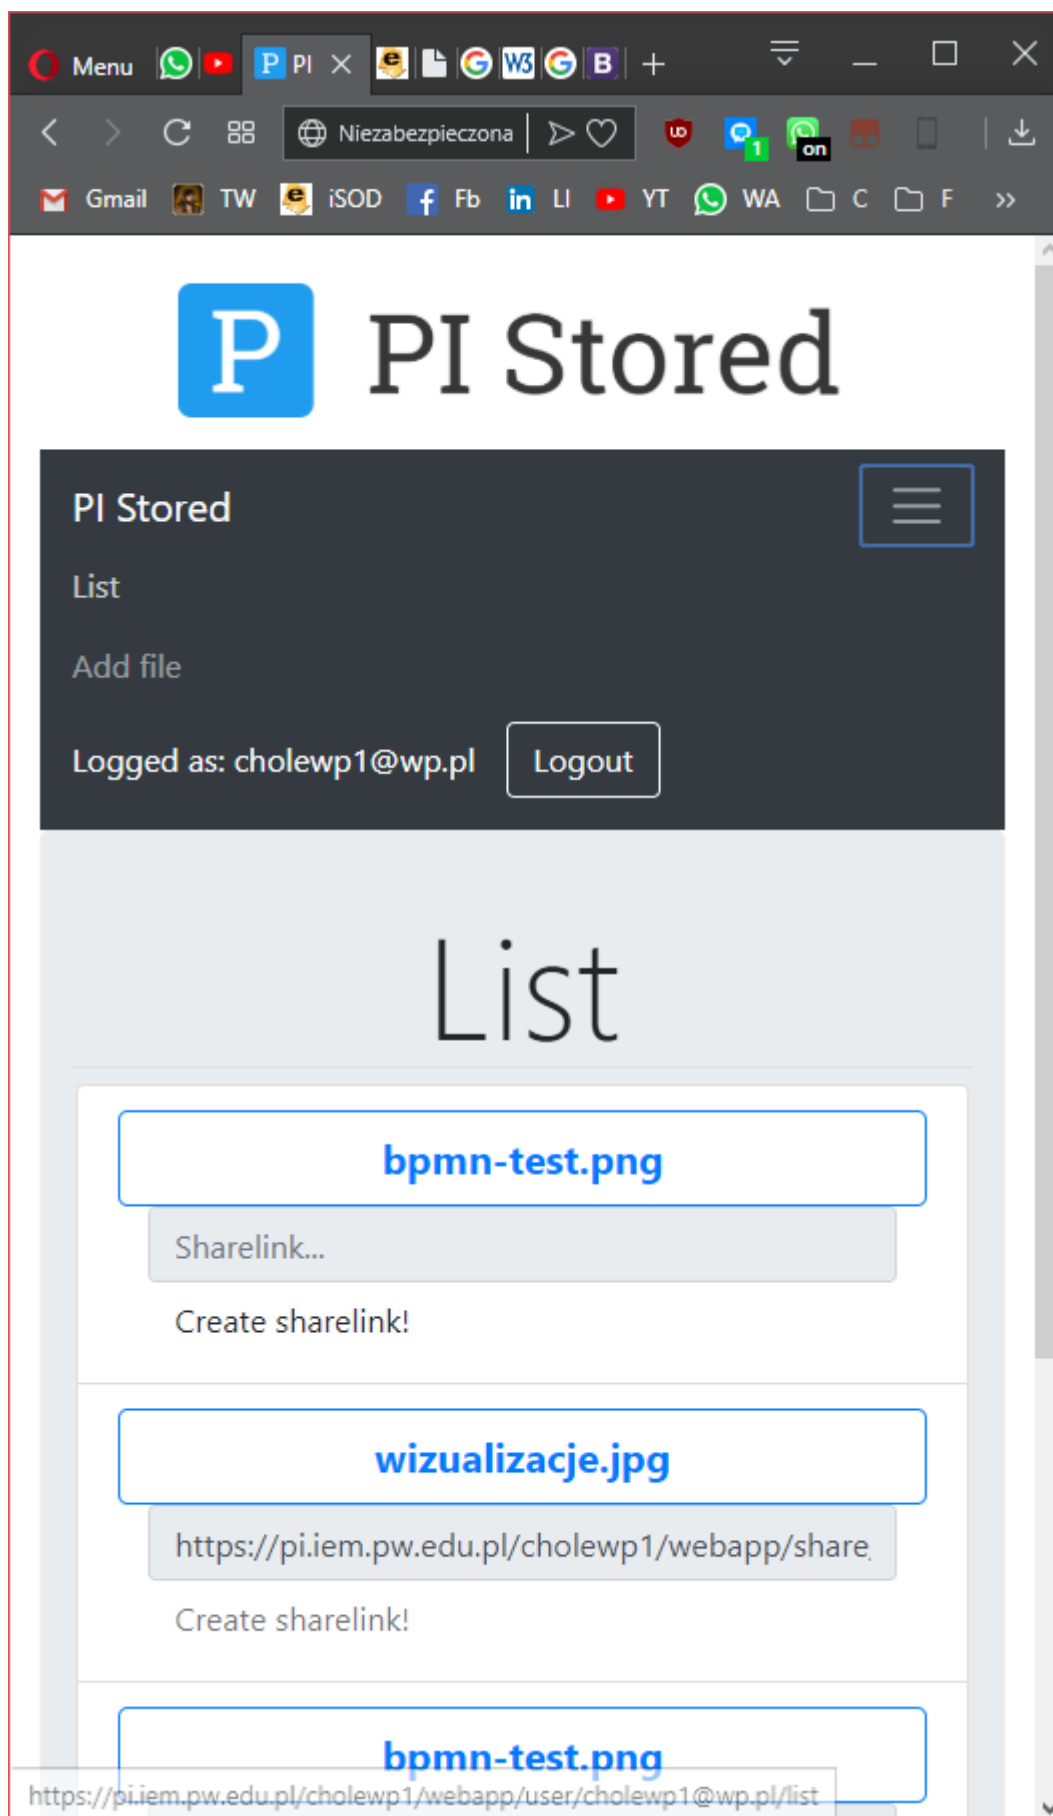 Menu
PI
Niezabezpieczona
1
on
Gmail
TW
iSOD
Fb
LI
YT
WA
C
F
P PI Stored
PI Stored
List
Add file
Logged as: cholewp1@wp.pl
Logout
List
bpmn-test.png
Sharelink...
Create sharelink!
wizualizacje.jpg
https://pi.iem.pw.edu.pl/cholewp1/webapp/share_
Create sharelink!
bpmn-test.png
https://pi.iem.pw.edu.pl/cholewp1/webapp/user/cholewp1@wp.pl/list